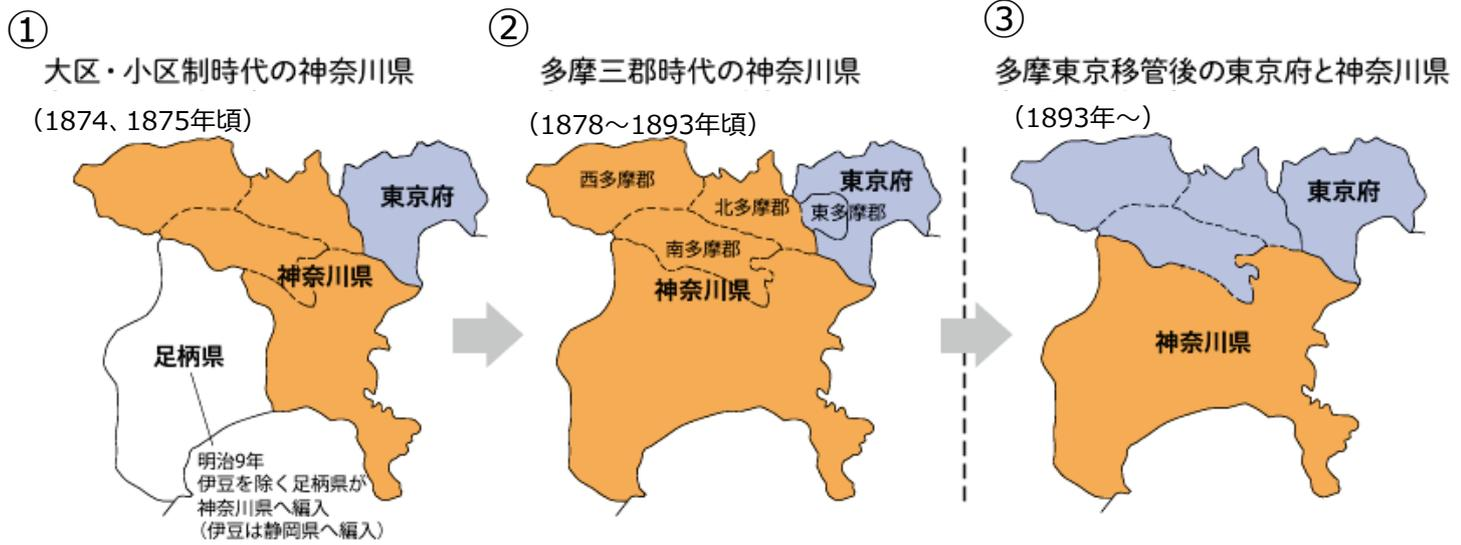 ①
大区・小区制時代の神奈川県
（1874、1875年頃）
東京府
神奈川県
足柄県
明治9年
伊豆を除く足柄県が
神奈川県へ編入
（伊豆は静岡県へ編入）
②
多摩三郡時代の神奈川県
（1878～1893年頃）
西多摩郡
北多摩郡
東京府
東多摩郡
南多摩郡
神奈川県
③
多摩東京移管後の東京府と神奈川県
（1893年～）
東京府
神奈川県